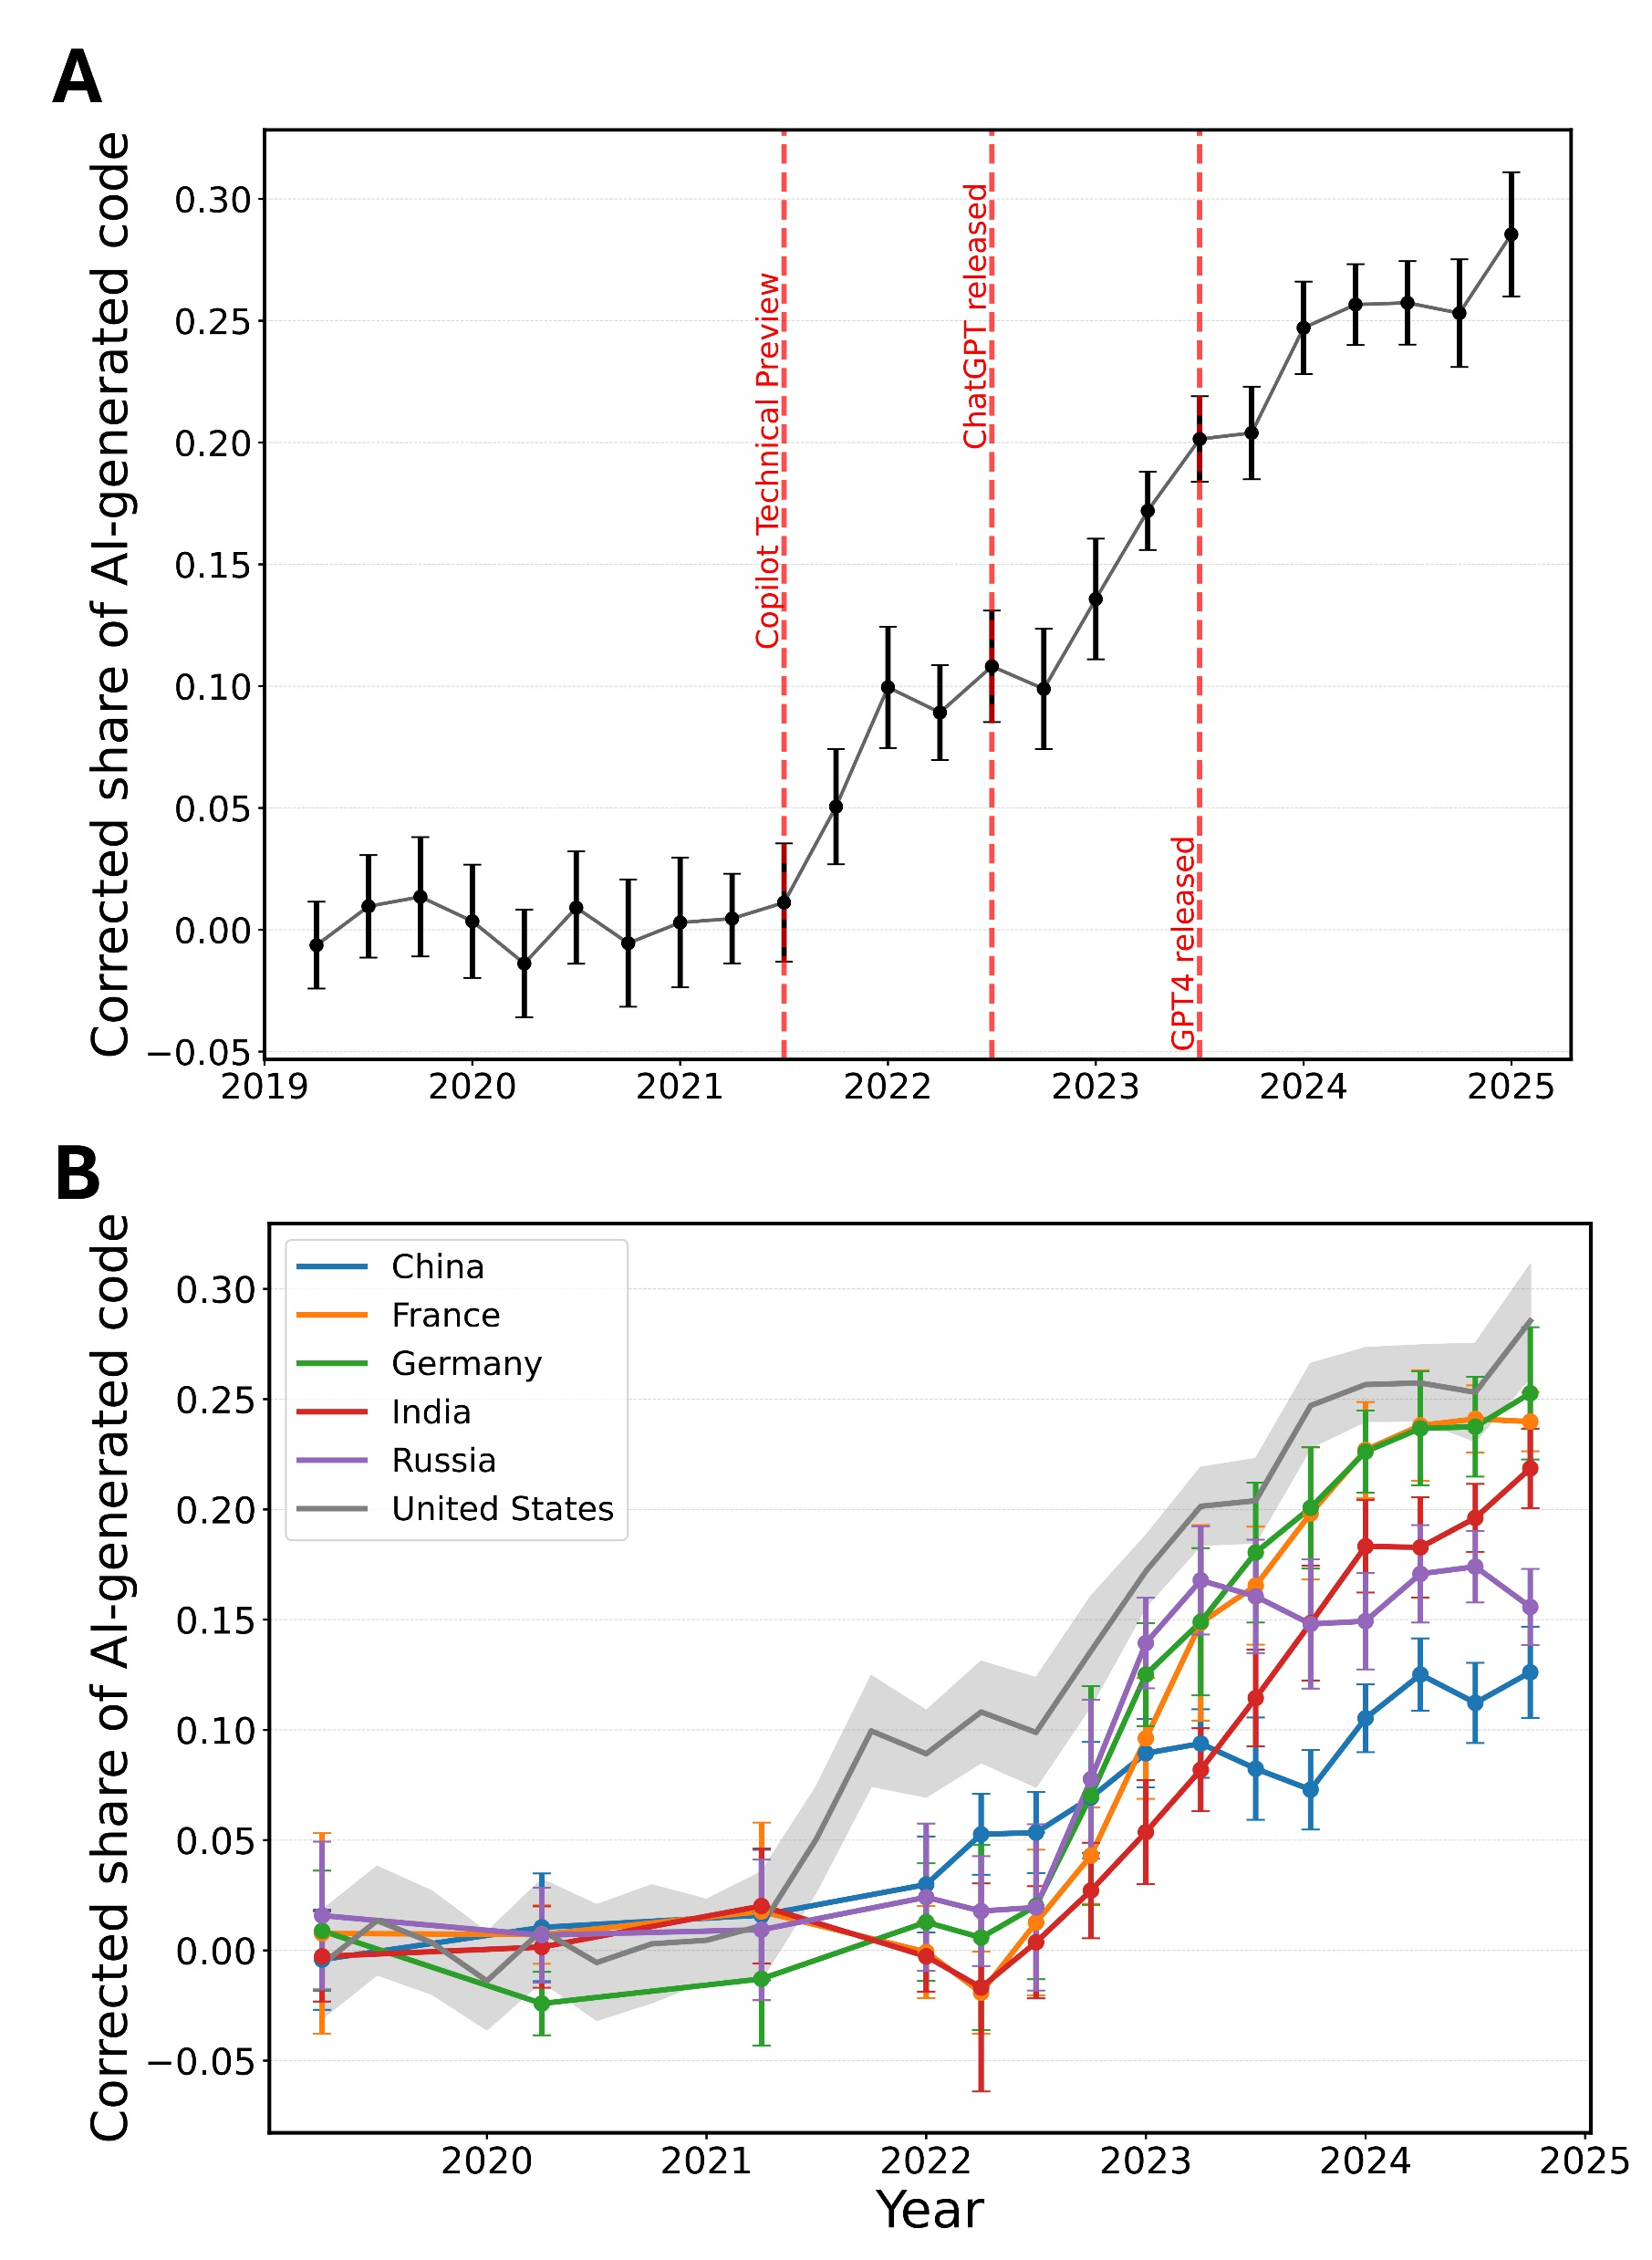 A
Corrected share of AI-generated code
0.30
0.25
0.20
0.15
0.10
0.05
0.00
−0.05
Copilot Technical Preview
ChatGPT released
GPT4 released
2019 2020 2021 2022 2023 2024 2025
B
Corrected share of AI-generated code
0.30
0.25
0.20
0.15
0.10
0.05
0.00
−0.05
China
France
Germany
India
Russia
United States
2020 2021 2022 2023 2024 2025
Year